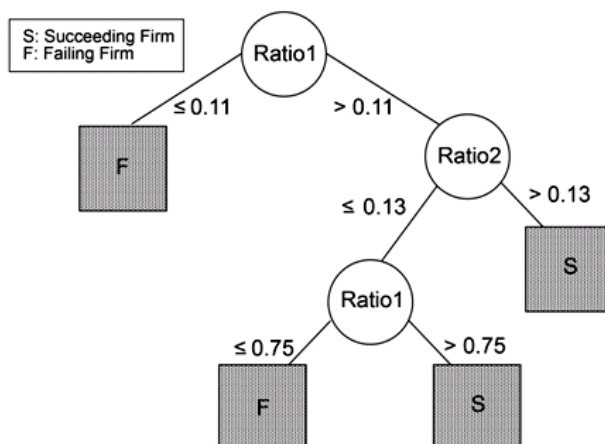 S: Succeeding Firm
F: Failing Firm
Ratio1
≤ 0.11
> 0.11
F
Ratio2
≤ 0.13
> 0.13
S
Ratio1
≤ 0.75
> 0.75
F
S